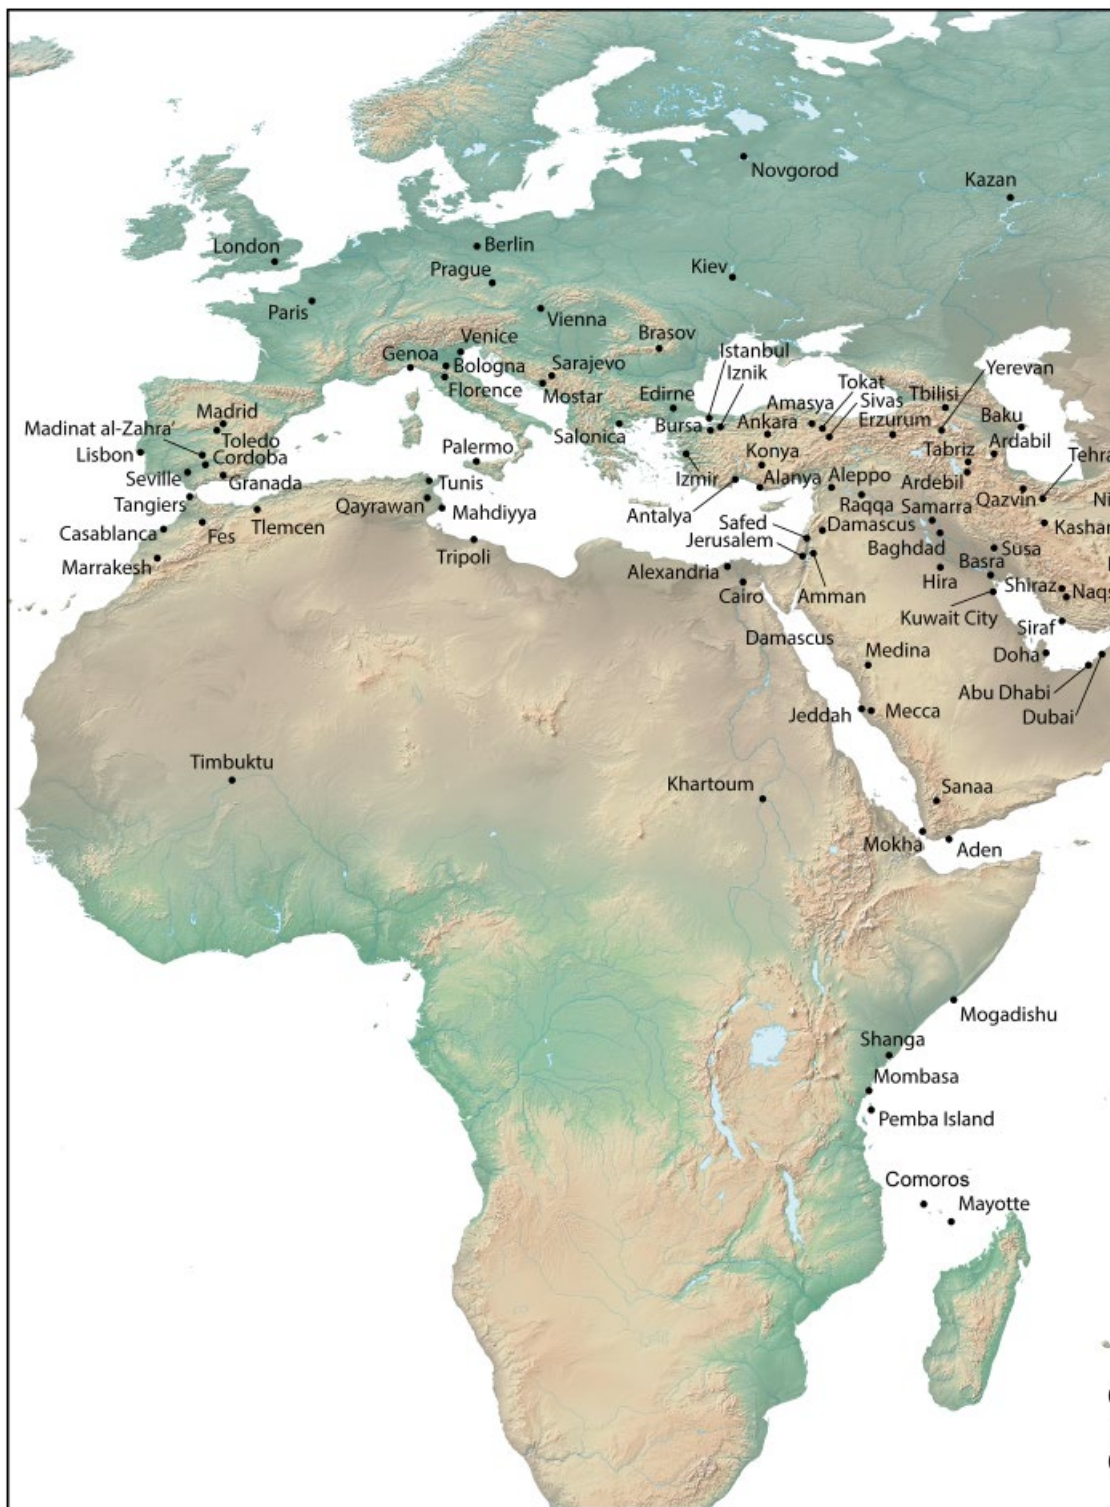 Novgorod
Kazan
London
Berlin
Prague
Kiev
Paris
Vienna
Venice
Brasov
Istanbul
Genoa
Bologna
Sarajevo
Iznik
Yerevan
Florence
Mostar
Edirne
Tokat
Tbilisi
Amasya
Sivas
Madrid
Bursa
Ankara
Erzurum
Baku
Madinat al-Zahra'
Toledo
Salonica
Ardabil
Lisbon
Cordoba
Palermo
Konya
Tabriz
Tehra
Seville
Granada
Tunis
Izmir
Alanya
Aleppo
Ardebil
Tangiers
Qayrawan
Mahdiyya
Antalya
Raqqa
Samarra
Qazvin
Ni
Casablanca
Fes
Tlemcen
Safed
Damascus
Kashan
Marrakesh
Tripoli
Jerusalem
Baghdad
Susa
Alexandria
Basra
Cairo
Amman
Hira
Shiraz
Naqs
Kuwait City
Damascus
Siraf
Medina
Doha
Abu Dhabi
Jeddah
Mecca
Dubai
Timbuktu
Khartoum
Sanaa
Mokha
Aden
Mogadishu
Shanga
Mombasa
Pemba Island
Comoros
Mayotte